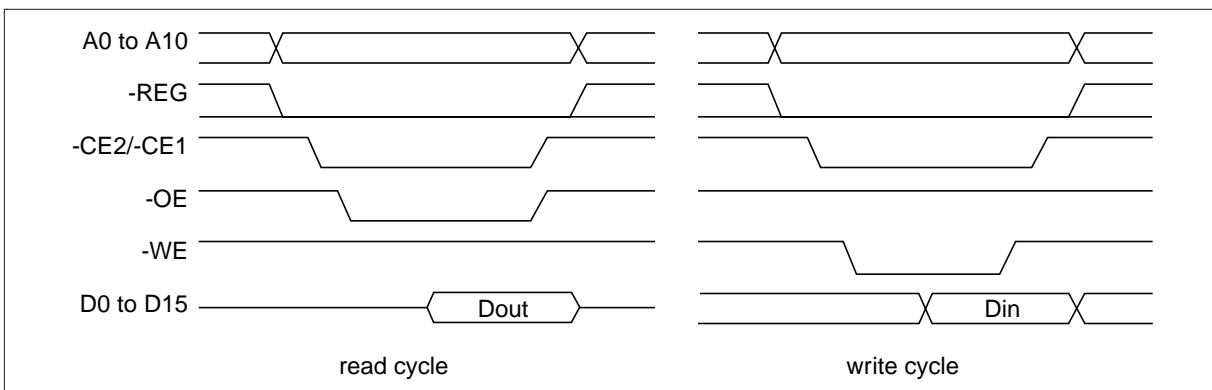 A0 to A10
-REG
-CE2/-CE1
-OE
-WE
D0 to D15
Dout
Din
read cycle
write cycle